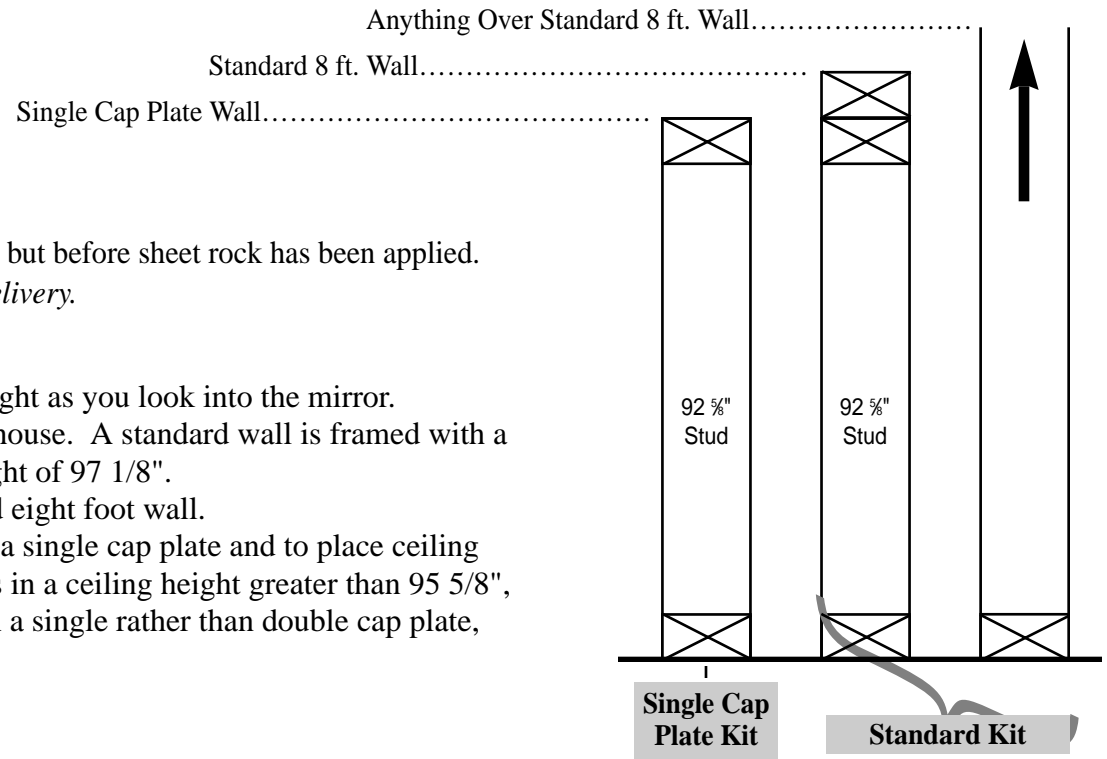 Anything Over Standard 8 ft. Wall........................
Standard 8 ft. Wall..........................................
Single Cap Plate Wall..........................................
but before sheet rock has been applied.
elivery.
ght as you look into the mirror.
house. A standard wall is framed with a
ght of 97 1/8".
d eight foot wall.
a single cap plate and to place ceiling
s in a ceiling height greater than 95 5/8",
a single rather than double cap plate,
92 ⅝"
Stud
92 ⅝"
Stud
Single Cap
Plate Kit
Standard Kit